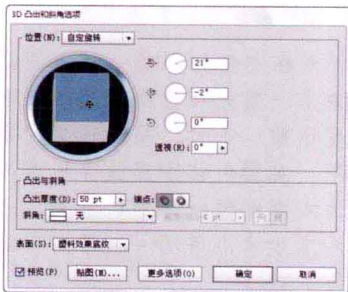 3D 凸出和斜角选项
位置(N): 自定旋转
21°
-2°
0°
透视(R): 0°
凸出与斜角
凸出厚度(D): 50 pt 端点:
斜角: 无 4 pt
表面(S): 塑料效果底纹
预览(P) 贴图(M)... 更多选项(O) 确定 取消